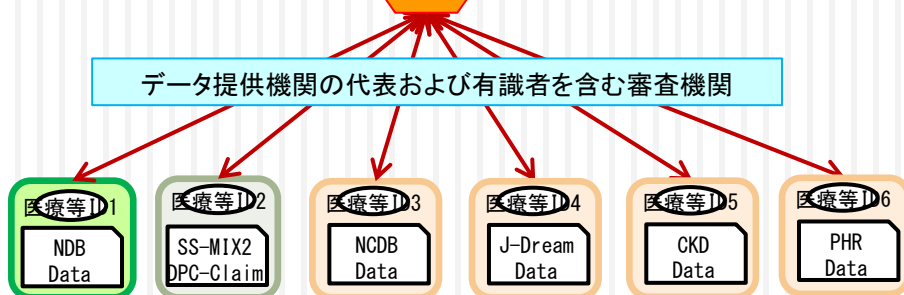 データ提供機関の代表および有識者を含む審査機関
医療等ID1
医療等ID2
医療等ID3
医療等ID4
医療等ID5
医療等ID6
NDB
Data
SS-MIX2
DPC-Claim
NCDB
Data
J-Dream
Data
CKD
Data
PHR
Data